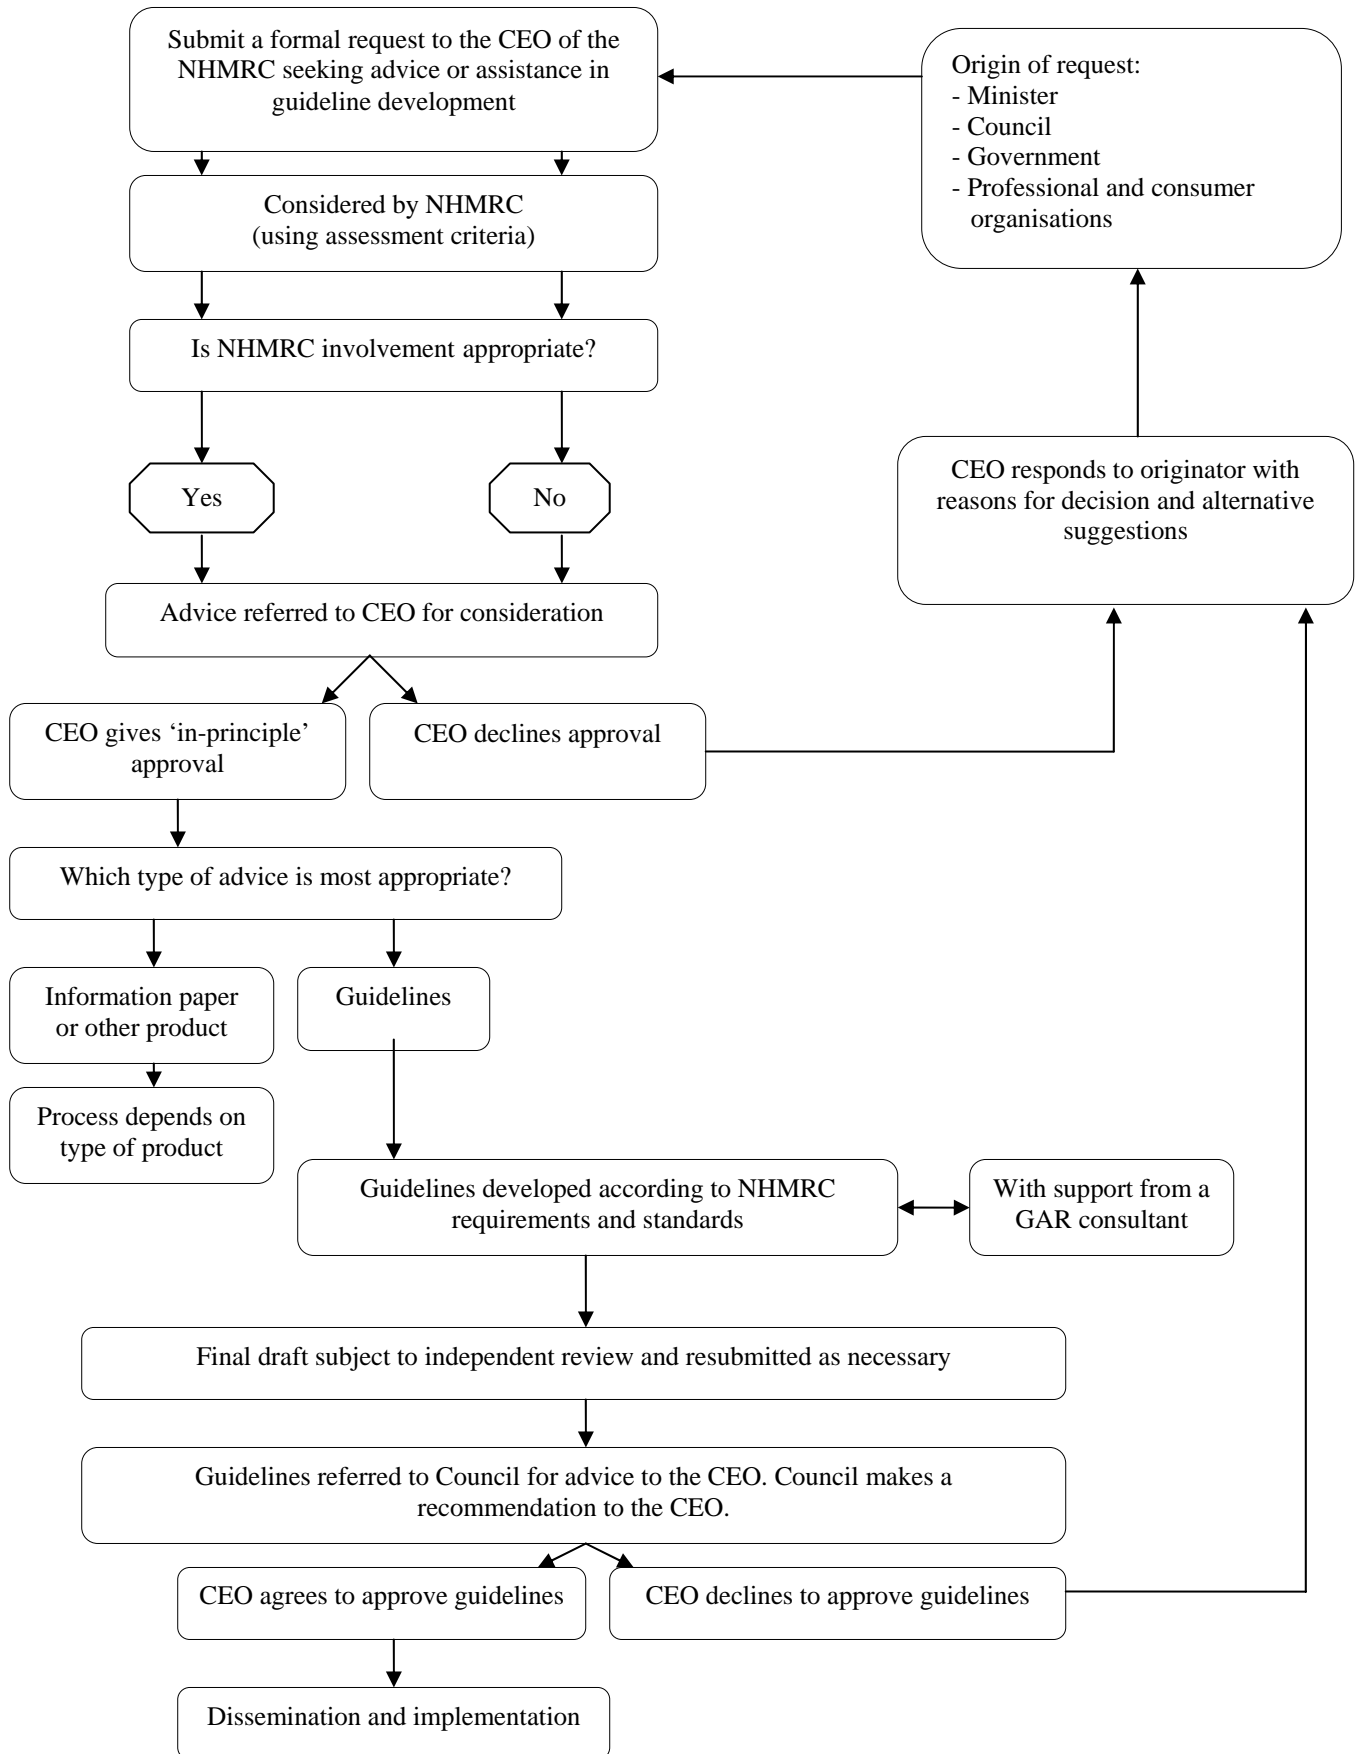 Submit a formal request to the CEO of the
NHMRC seeking advice or assistance in
guideline development
Origin of request:
- Minister
- Council
- Government
- Professional and consumer
organisations
Considered by NHMRC
(using assessment criteria)
Is NHMRC involvement appropriate?
Yes
No
CEO responds to originator with
reasons for decision and alternative
suggestions
Advice referred to CEO for consideration
CEO gives ‘in-principle’
approval
CEO declines approval
Which type of advice is most appropriate?
Information paper
or other product
Guidelines
Process depends on
type of product
Guidelines developed according to NHMRC
requirements and standards
With support from a
GAR consultant
Final draft subject to independent review and resubmitted as necessary
Guidelines referred to Council for advice to the CEO. Council makes a
recommendation to the CEO.
CEO agrees to approve guidelines
CEO declines to approve guidelines
Dissemination and implementation